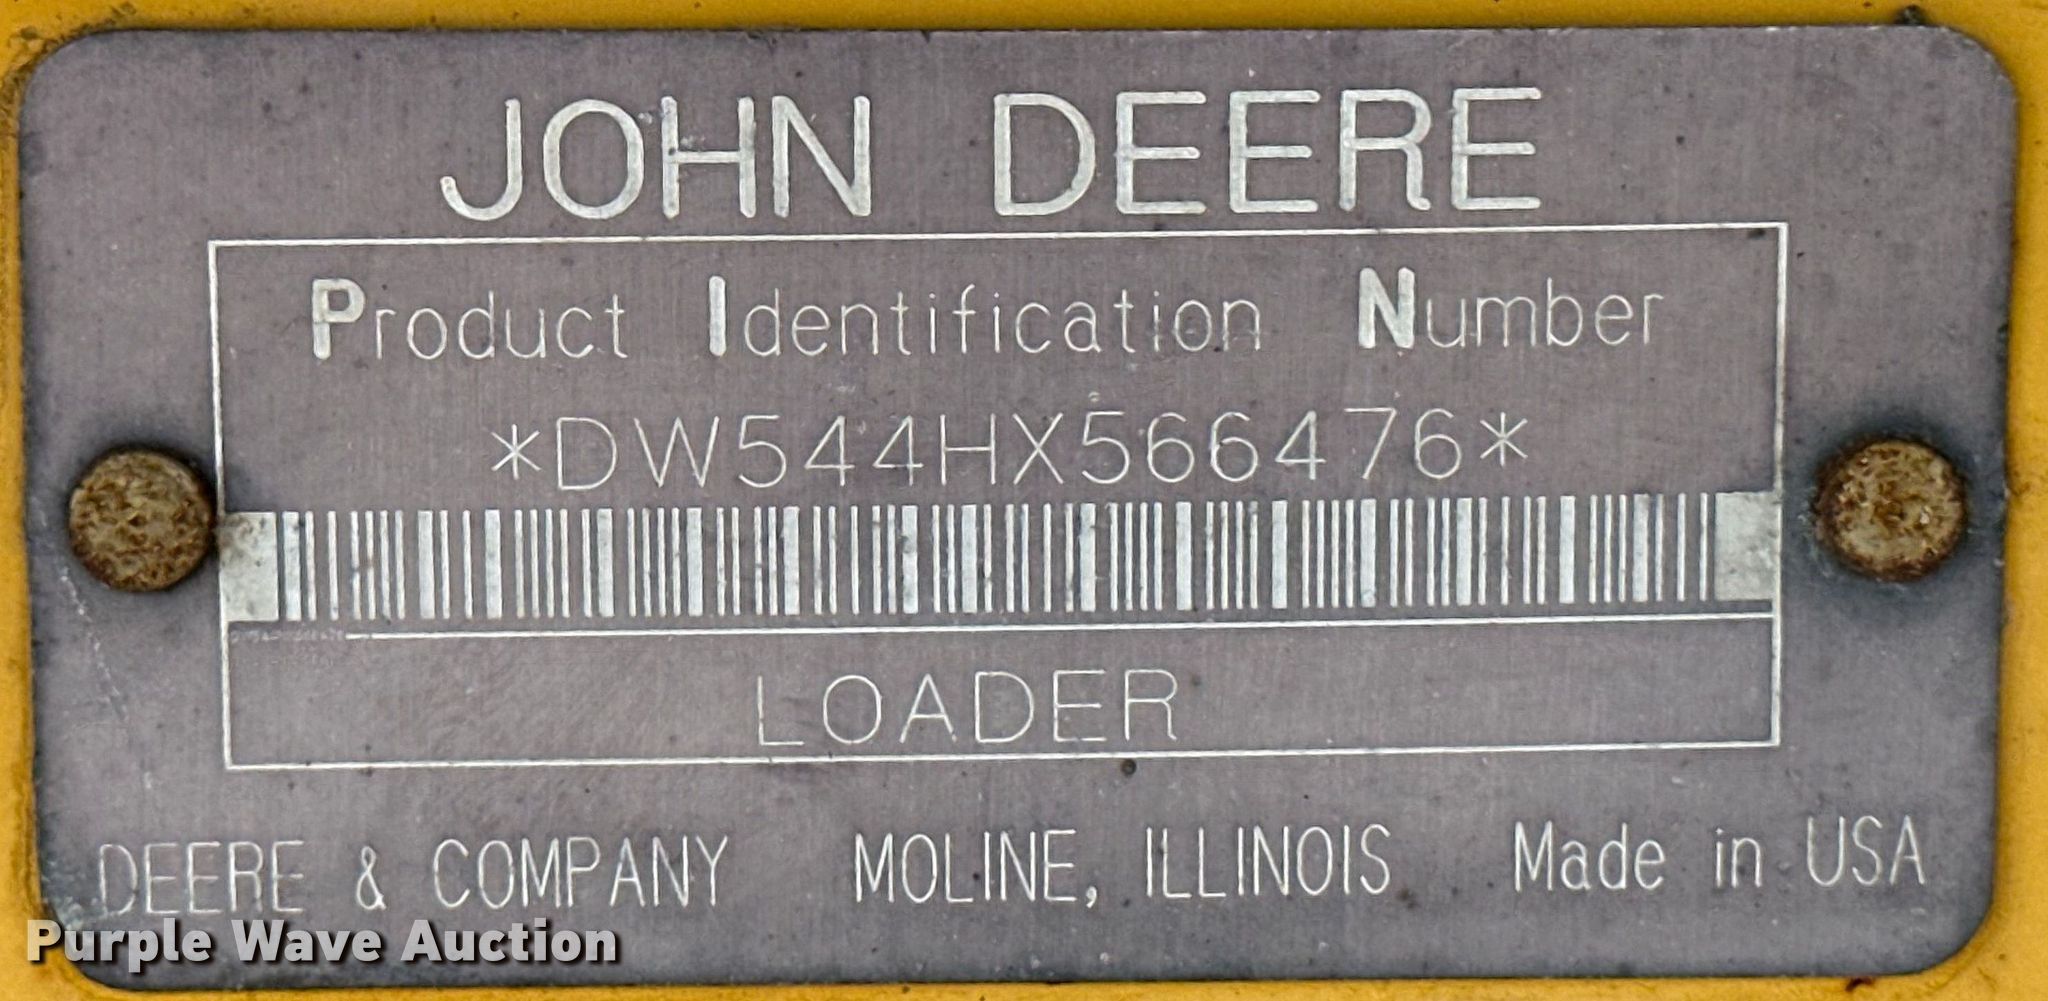 JOHN DEERE
Product Identification Number
*DW544HX566476*
LOADER
DEERE & COMPANY MOLINE, ILLINOIS Made in USA
Purple Wave Auction